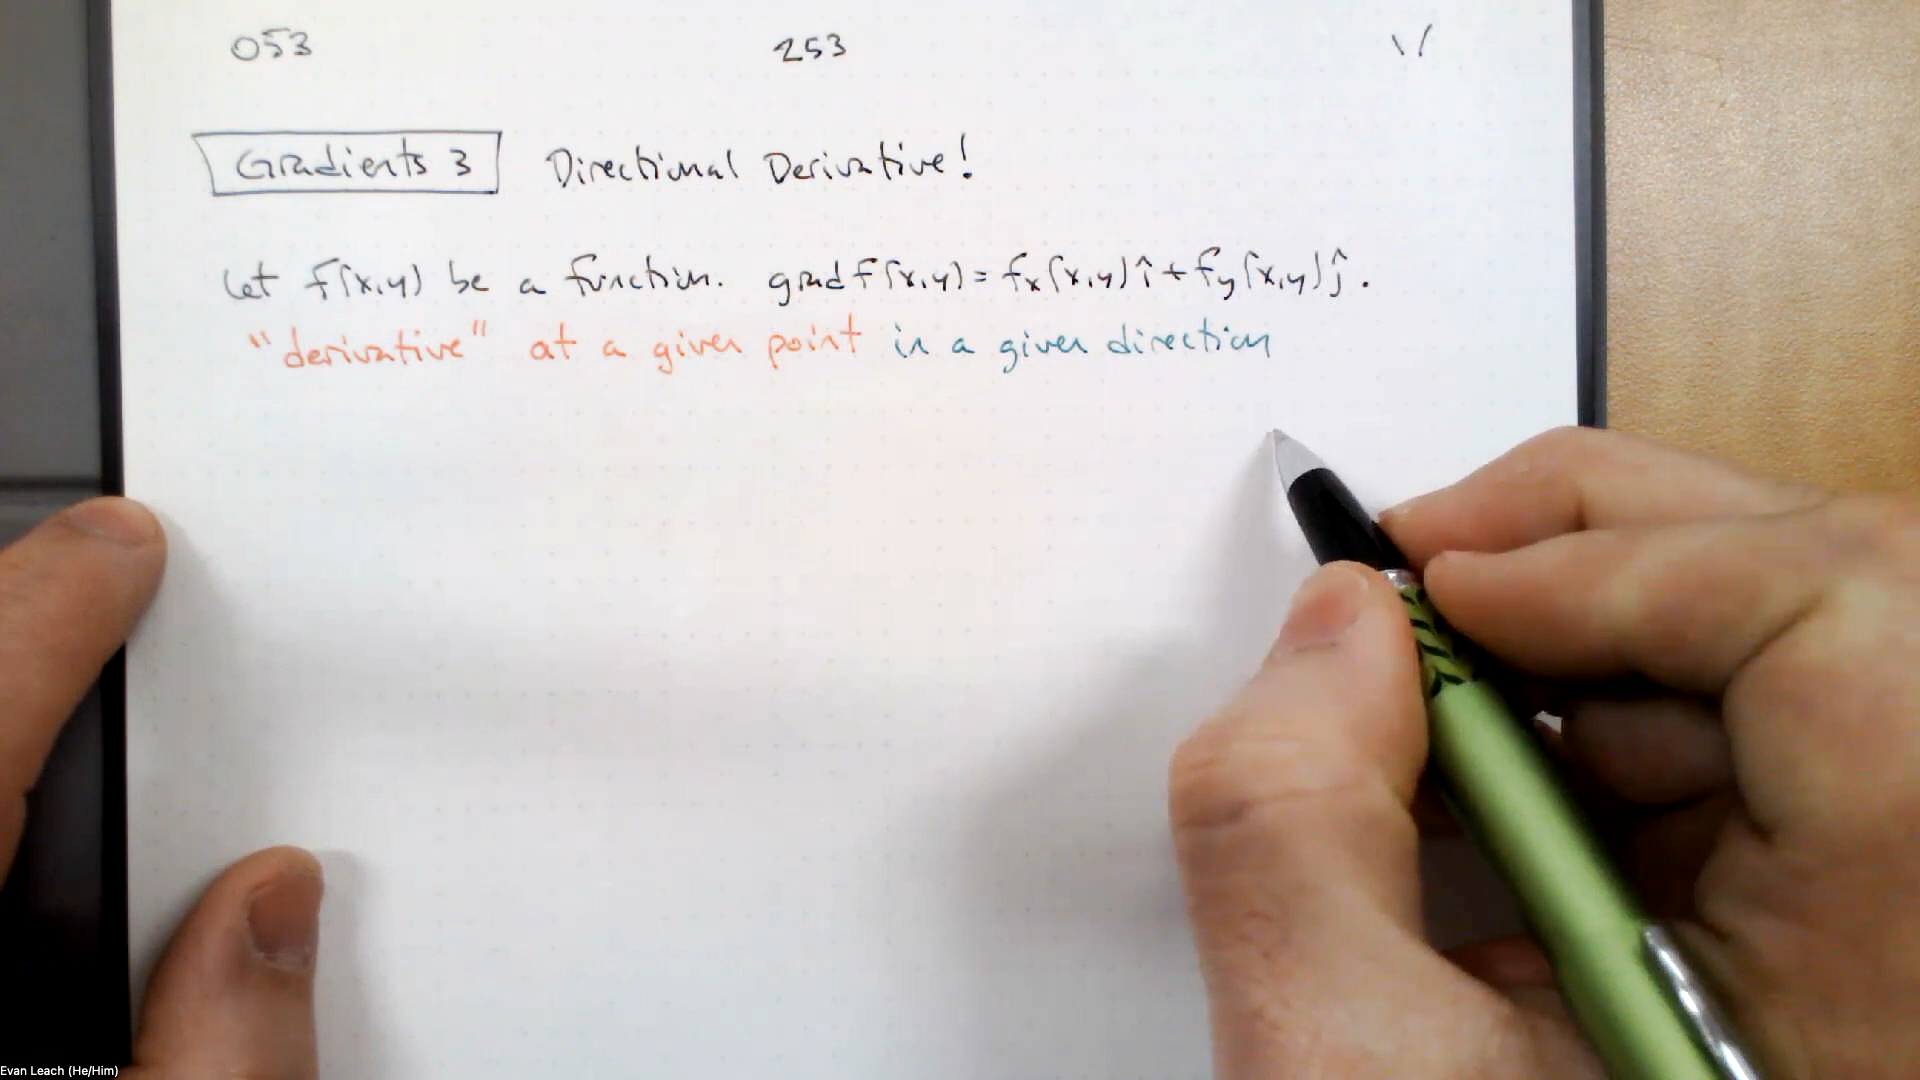 053 253 \/
Gradients 3 Directional Derivative!
Let f(x,y) be a function. grad f(x,y) = fx(x,y)î + fy(x,y)ĵ.
"derivative" at a given point in a given direction
Evan Leach (He/Him)